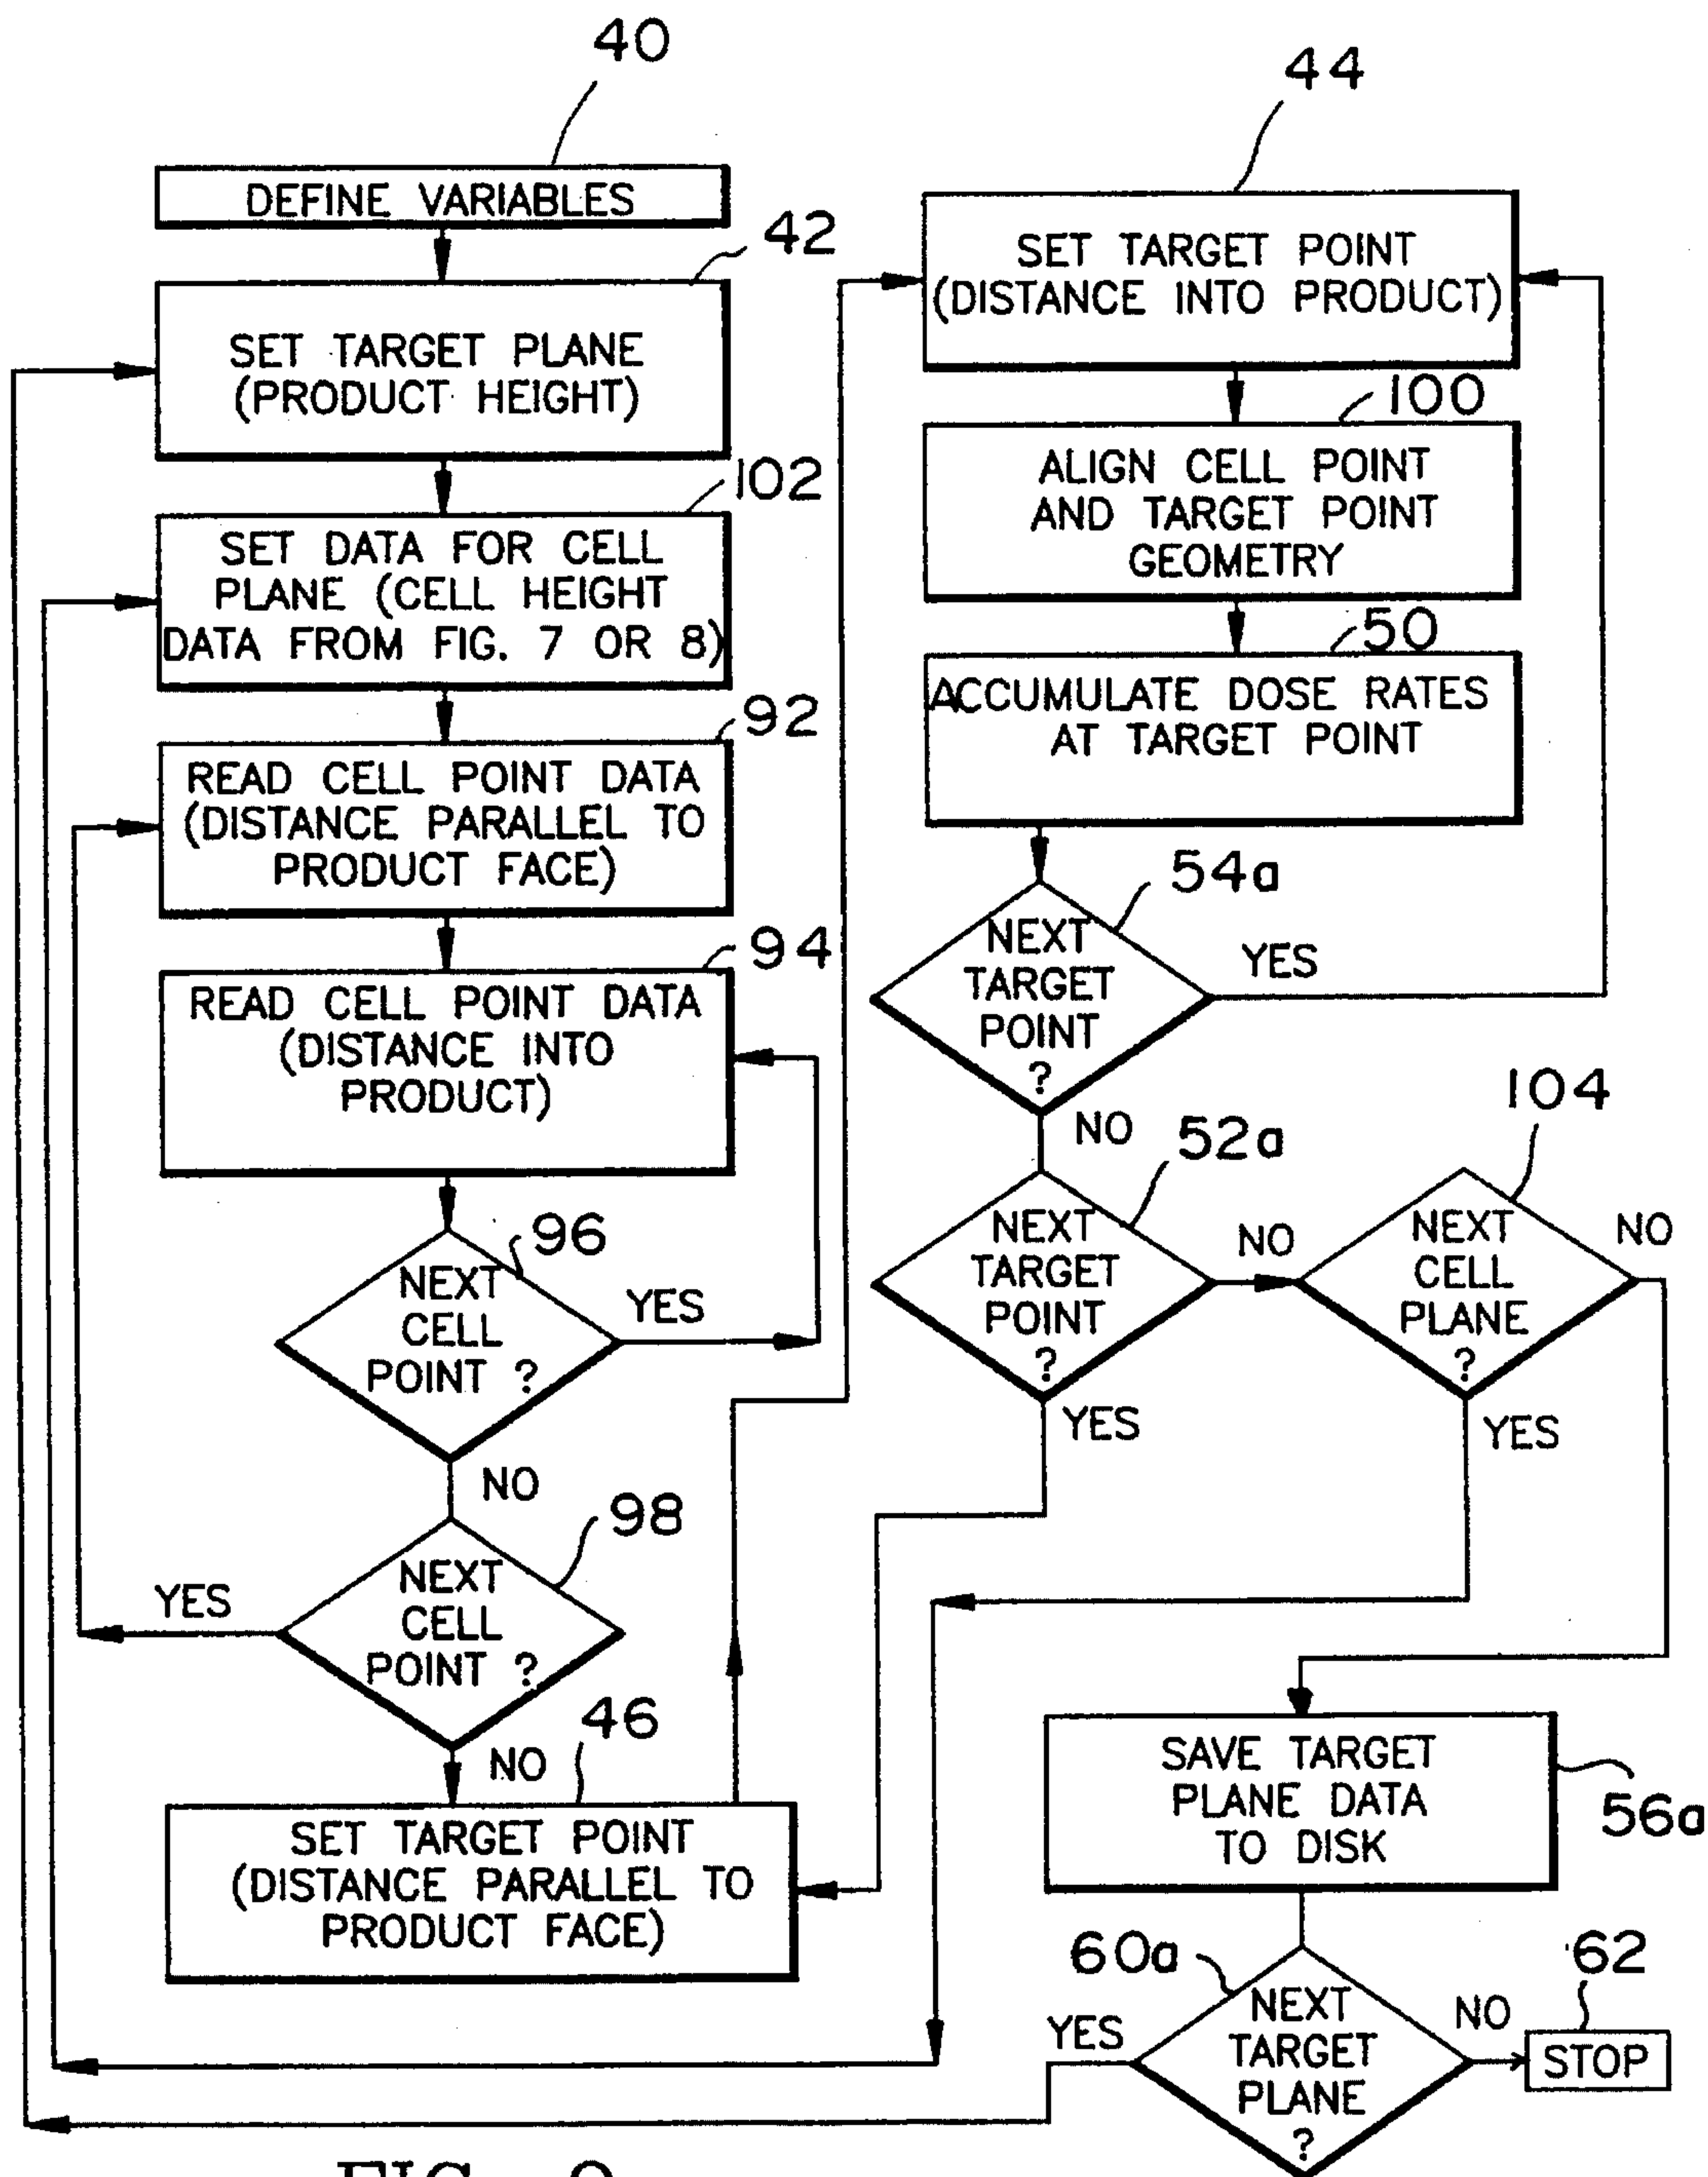 40
DEFINE VARIABLES
42
SET TARGET PLANE
(PRODUCT HEIGHT)
102
SET DATA FOR CELL
PLANE (CELL HEIGHT
DATA FROM FIG. 7 OR 8)
92
READ CELL POINT DATA
(DISTANCE PARALLEL TO
PRODUCT FACE)
94
READ CELL POINT DATA
(DISTANCE INTO
PRODUCT)
96
NEXT
CELL
POINT ?
YES
NO
98
NEXT
CELL
POINT ?
YES
NO
46
SET TARGET POINT
(DISTANCE PARALLEL TO
PRODUCT FACE)
44
SET TARGET POINT
(DISTANCE INTO PRODUCT)
100
ALIGN CELL POINT
AND TARGET POINT
GEOMETRY
50
ACCUMULATE DOSE RATES
AT TARGET POINT
54a
NEXT
TARGET
POINT
?
YES
NO
52a
NEXT
TARGET
POINT
?
NO
YES
104
NEXT
CELL
PLANE
?
NO
YES
SAVE TARGET
PLANE DATA
TO DISK
56a
60a
NEXT
TARGET
PLANE
?
YES
NO
62
STOP